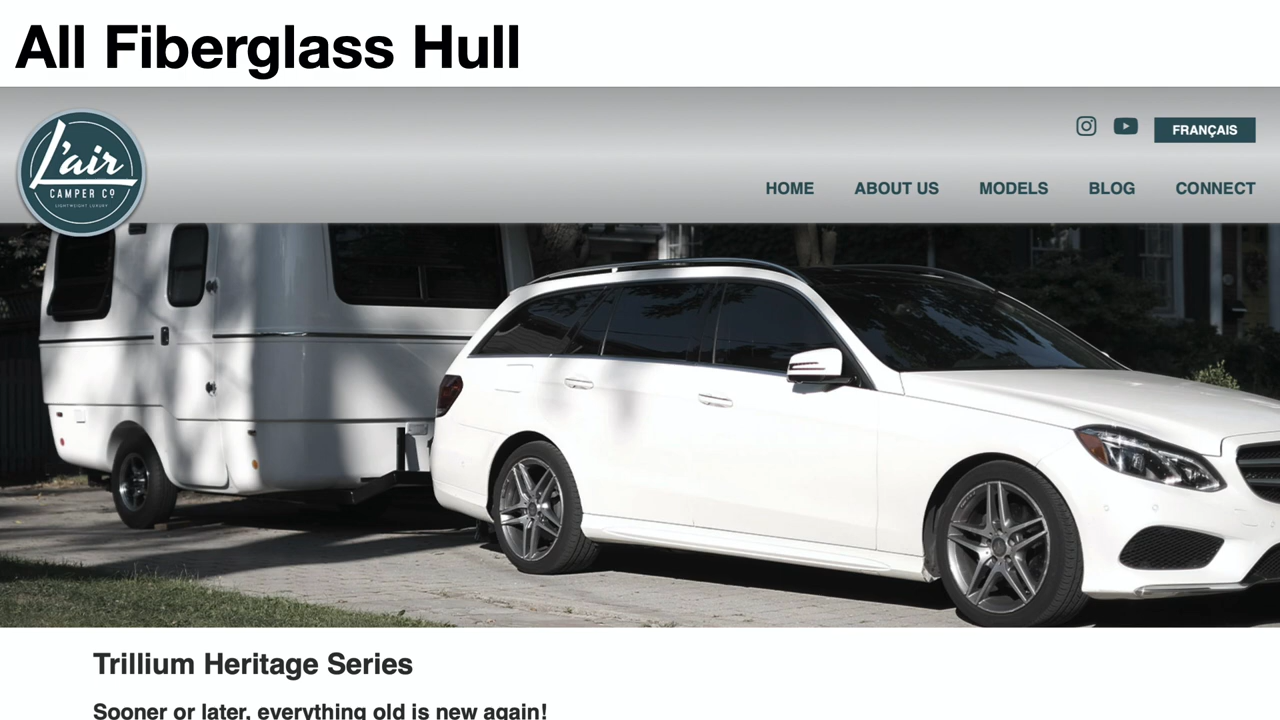 All Fiberglass Hull
L'air
CAMPER CO
LIGHTWEIGHT LUXURY
FRANÇAIS
HOME ABOUT US MODELS BLOG CONNECT
Trillium Heritage Series
Sooner or later, everything old is new again!